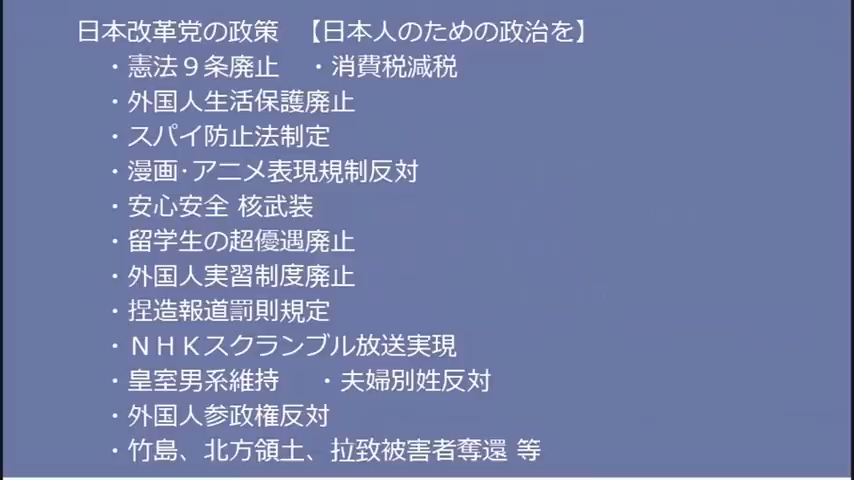 日本改革党の政策 【日本人のための政治を】
・憲法９条廃止 ・消費税減税
・外国人生活保護廃止
・スパイ防止法制定
・漫画･アニメ表現規制反対
・安心安全 核武装
・留学生の超優遇廃止
・外国人実習制度廃止
・捏造報道罰則規定
・ＮＨＫスクランブル放送実現
・皇室男系維持 ・夫婦別姓反対
・外国人参政権反対
・竹島、北方領土、拉致被害者奪還 等